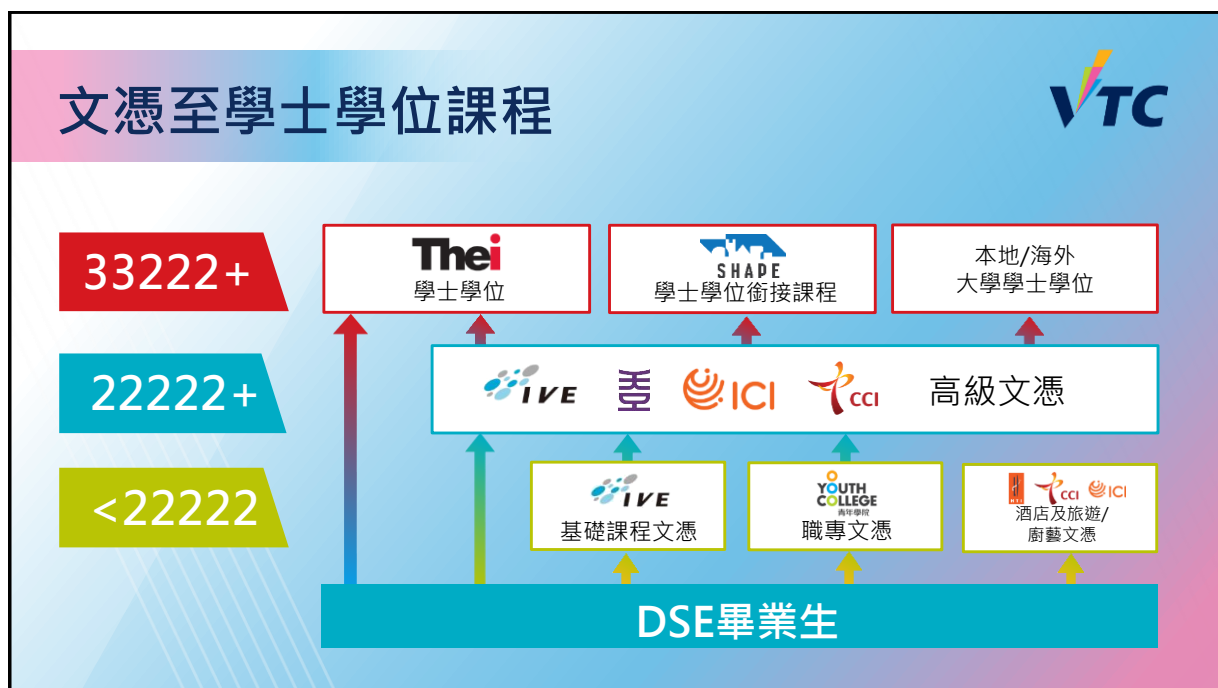 文憑至學士學位課程
VTC
33222+
Thei
學士學位
SHAPE
學士學位銜接課程
本地/海外
大學學士學位
22222+
IVE
ICI
CCI
高級文憑
<22222
IVE
基礎課程文憑
YOUTH
COLLEGE
青年學院
職專文憑
CCI
ICI
酒店及旅遊/
廚藝文憑
DSE畢業生